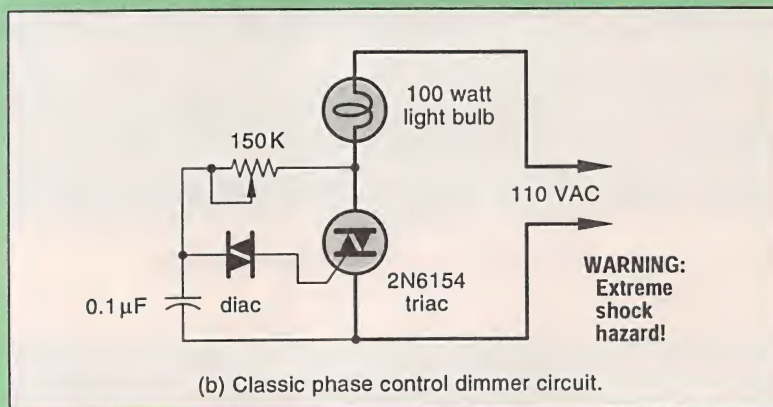 100 watt
light bulb
150K
110 VAC
2N6154
triac
0.1µF
diac
WARNING:
Extreme
shock
hazard!
(b) Classic phase control dimmer circuit.